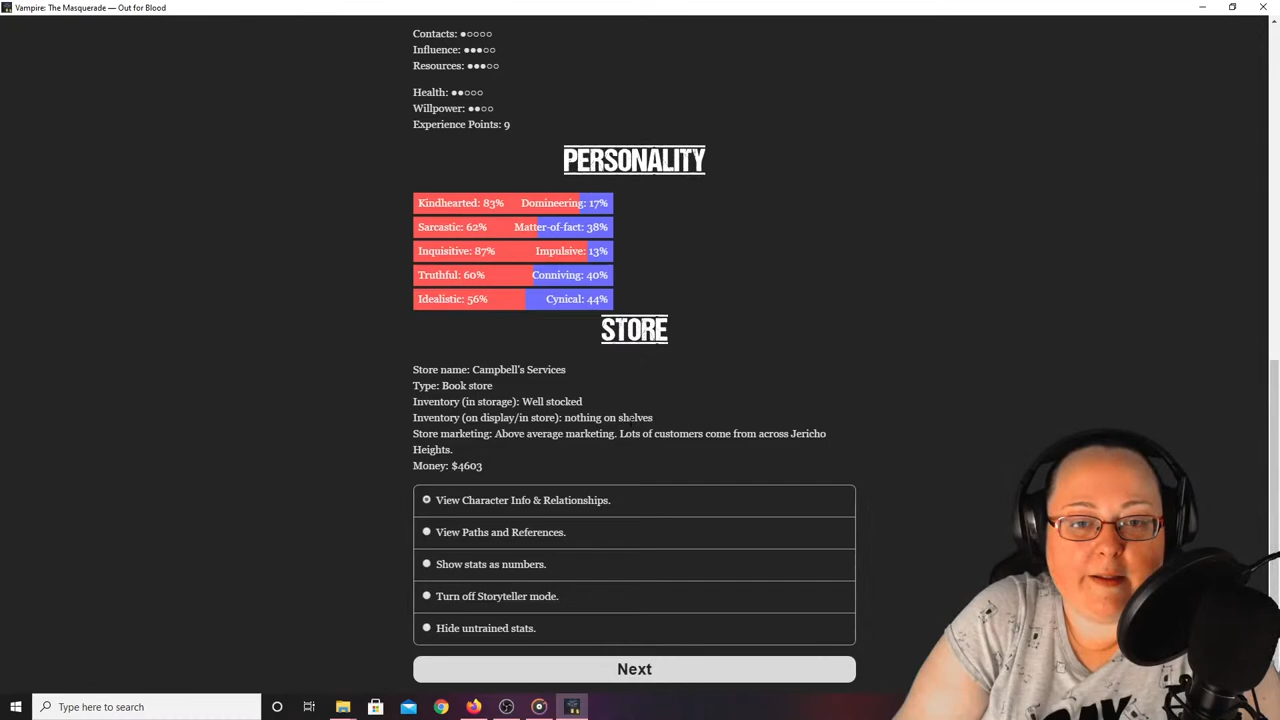 Vampire: The Masquerade — Out for Blood
Contacts: ●○○○○
Influence: ●●●○○
Resources: ●●●○○
Health: ●●○○○
Willpower: ●●○○
Experience Points: 9
PERSONALITY
Kindhearted: 83% Domineering: 17%
Sarcastic: 62% Matter-of-fact: 38%
Inquisitive: 87% Impulsive: 13%
Truthful: 60% Conniving: 40%
Idealistic: 56% Cynical: 44%
STORE
Store name: Campbell's Services
Type: Book store
Inventory (in storage): Well stocked
Inventory (on display/in store): nothing on shelves
Store marketing: Above average marketing. Lots of customers come from across Jericho
Heights.
Money: $4603
View Character Info & Relationships.
View Paths and References.
Show stats as numbers.
Turn off Storyteller mode.
Hide untrained stats.
Next
Type here to search